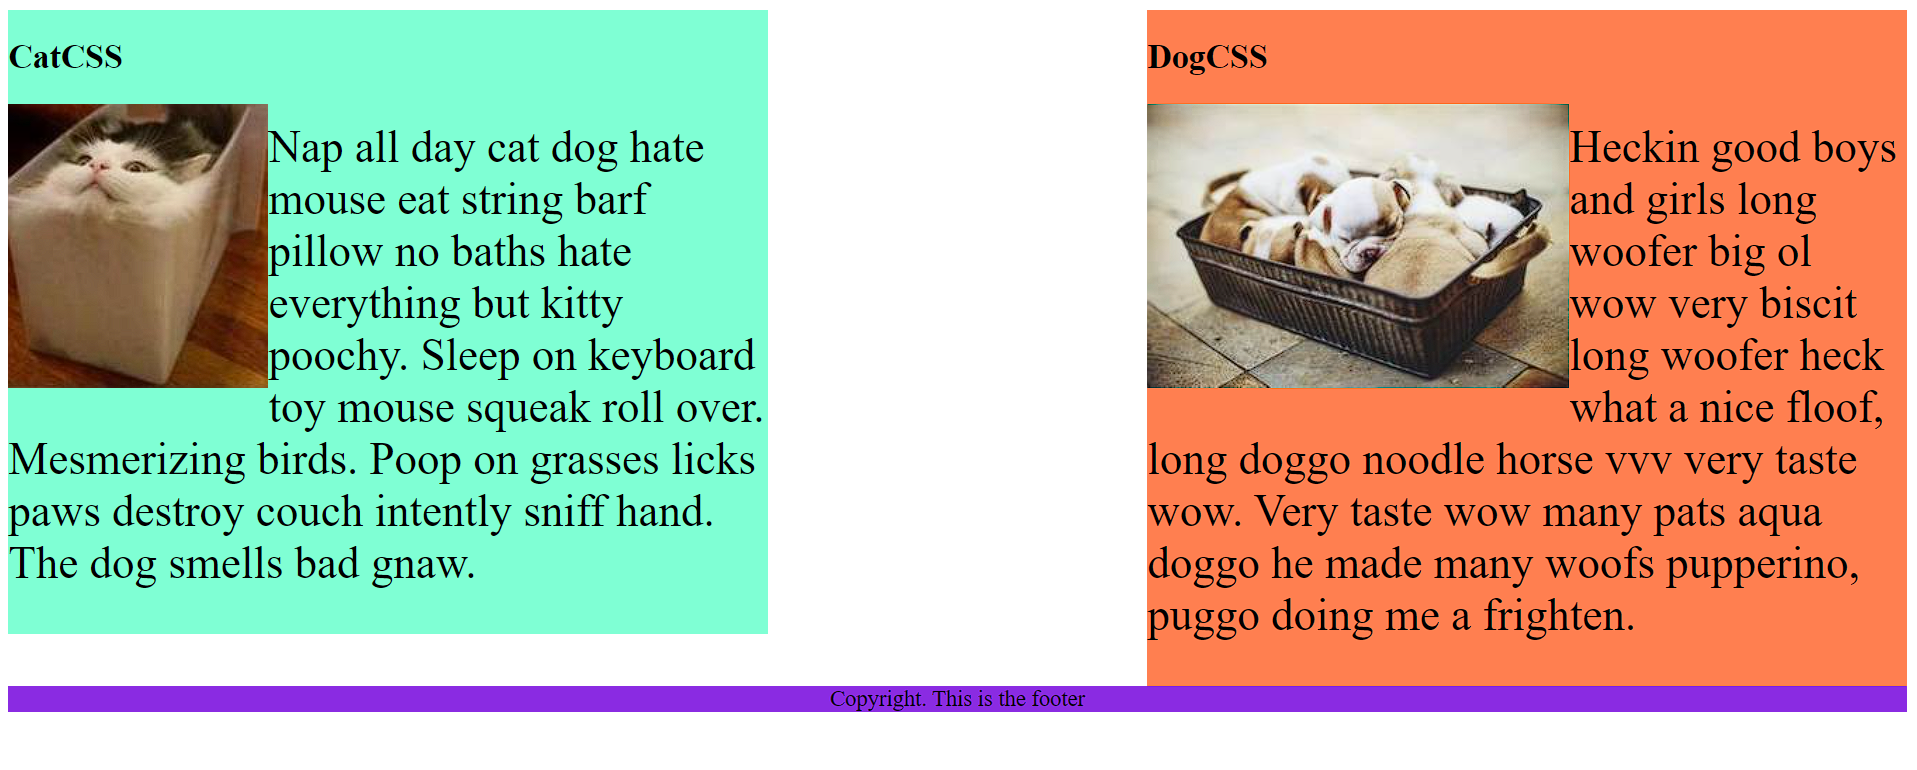 CatCSS
Nap all day cat dog hate
mouse eat string barf
pillow no baths hate
everything but kitty
poochy. Sleep on keyboard
toy mouse squeak roll over.
Mesmerizing birds. Poop on grasses licks
paws destroy couch intently sniff hand.
The dog smells bad gnaw.
DogCSS
Heckin good boys
and girls long
woofer big ol
wow very biscit
long woofer heck
what a nice floof,
long doggo noodle horse vvv very taste
wow. Very taste wow many pats aqua
doggo he made many woofs pupperino,
puggo doing me a frighten.
Copyright. This is the footer